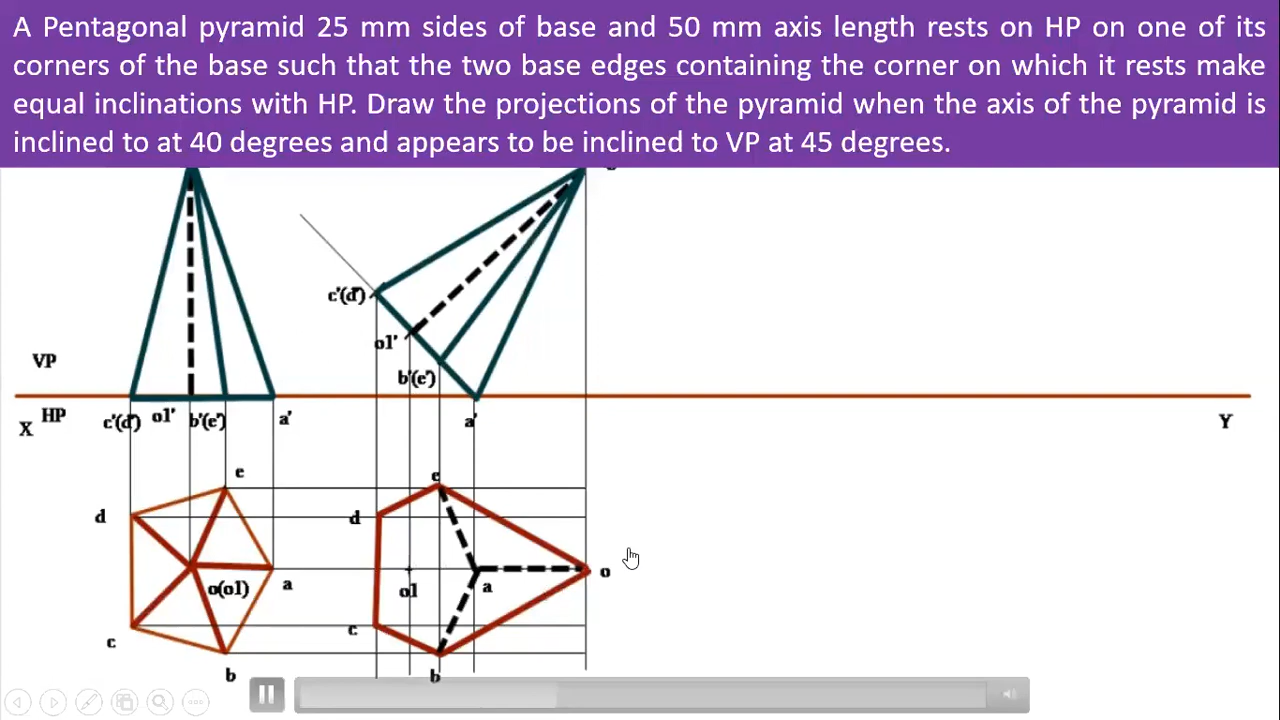 A Pentagonal pyramid 25 mm sides of base and 50 mm axis length rests on HP on one of its
corners of the base such that the two base edges containing the corner on which it rests make
equal inclinations with HP. Draw the projections of the pyramid when the axis of the pyramid is
inclined to at 40 degrees and appears to be inclined to VP at 45 degrees.
c'(d')
o1'
VP
b'(e')
HP
X
c'(d')
o1'
b'(e')
a'
a'
Y
e
e
d
d
o(o1)
a
o1
a
o
c
c
b
b